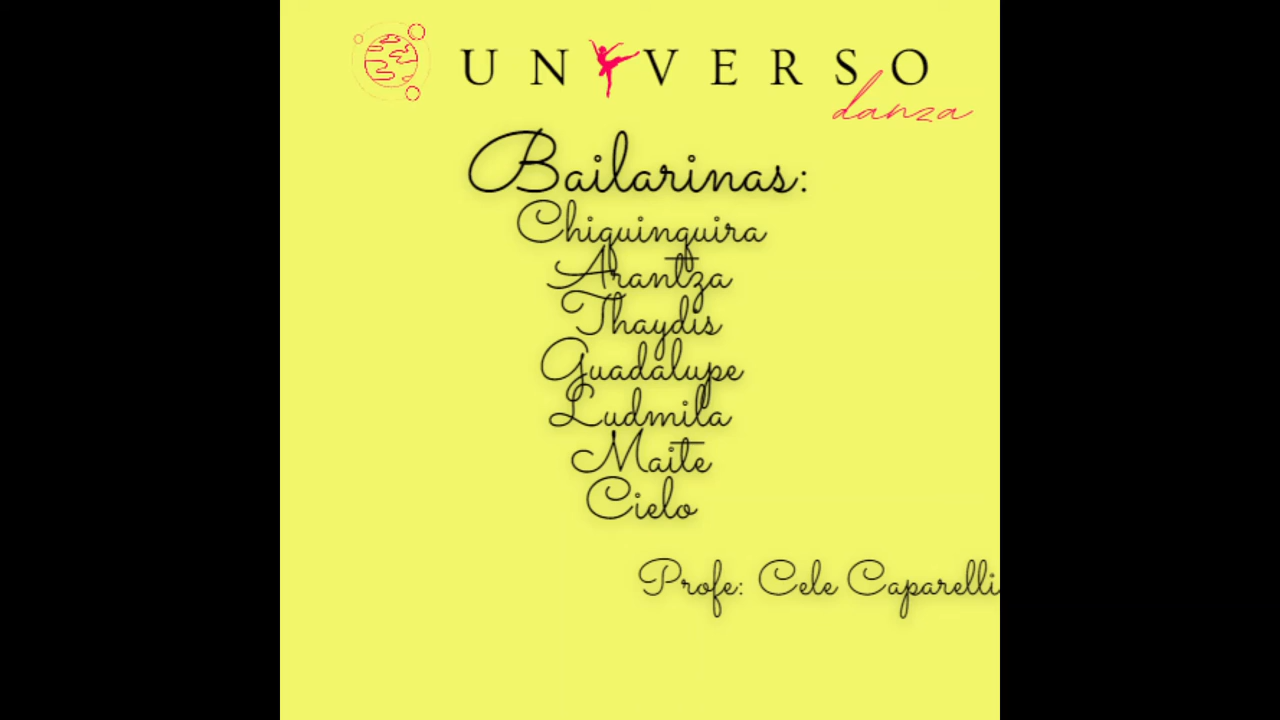 UNIVERSO
danza
Bailarinas:
Chiquinquira
Arantza
Thaydis
Guadalupe
Ludmila
Maite
Cielo
Profe: Cele Caparelli